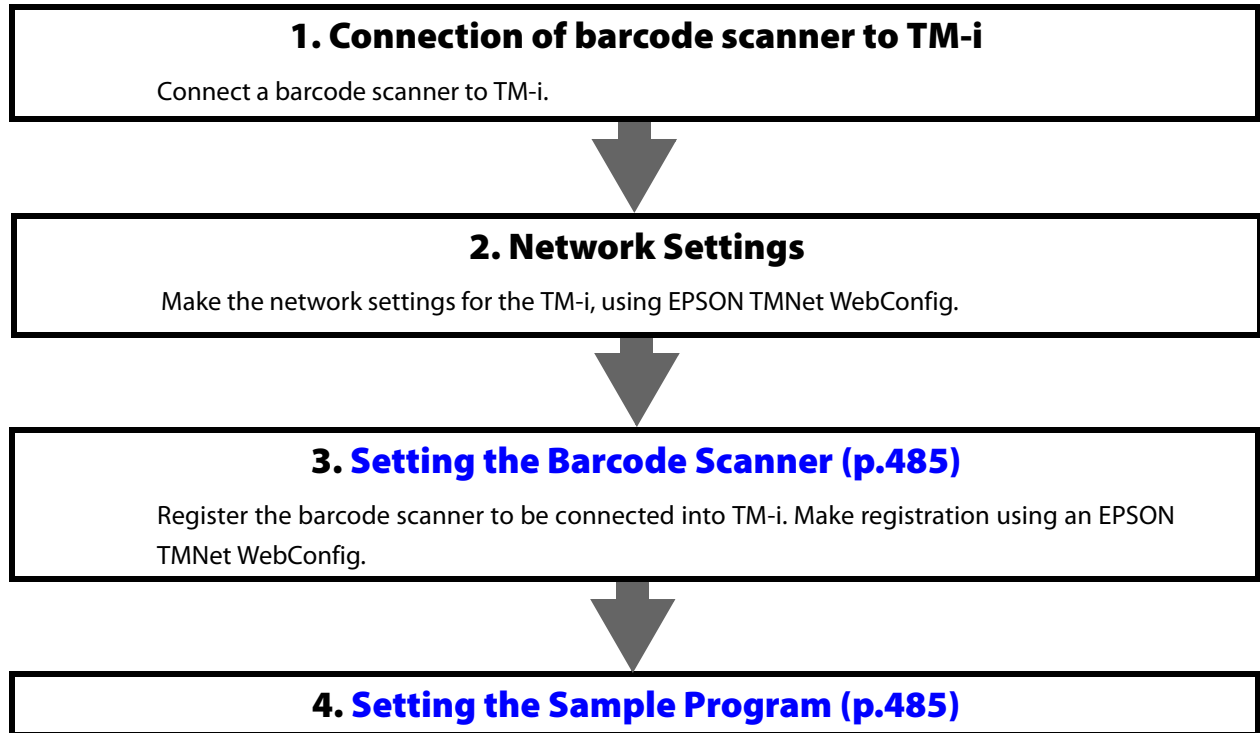 1. Connection of barcode scanner to TM-i
Connect a barcode scanner to TM-i.
2. Network Settings
Make the network settings for the TM-i, using EPSON TMNet WebConfig.
3. Setting the Barcode Scanner (p.485)
Register the barcode scanner to be connected into TM-i. Make registration using an EPSON
TMNet WebConfig.
4. Setting the Sample Program (p.485)